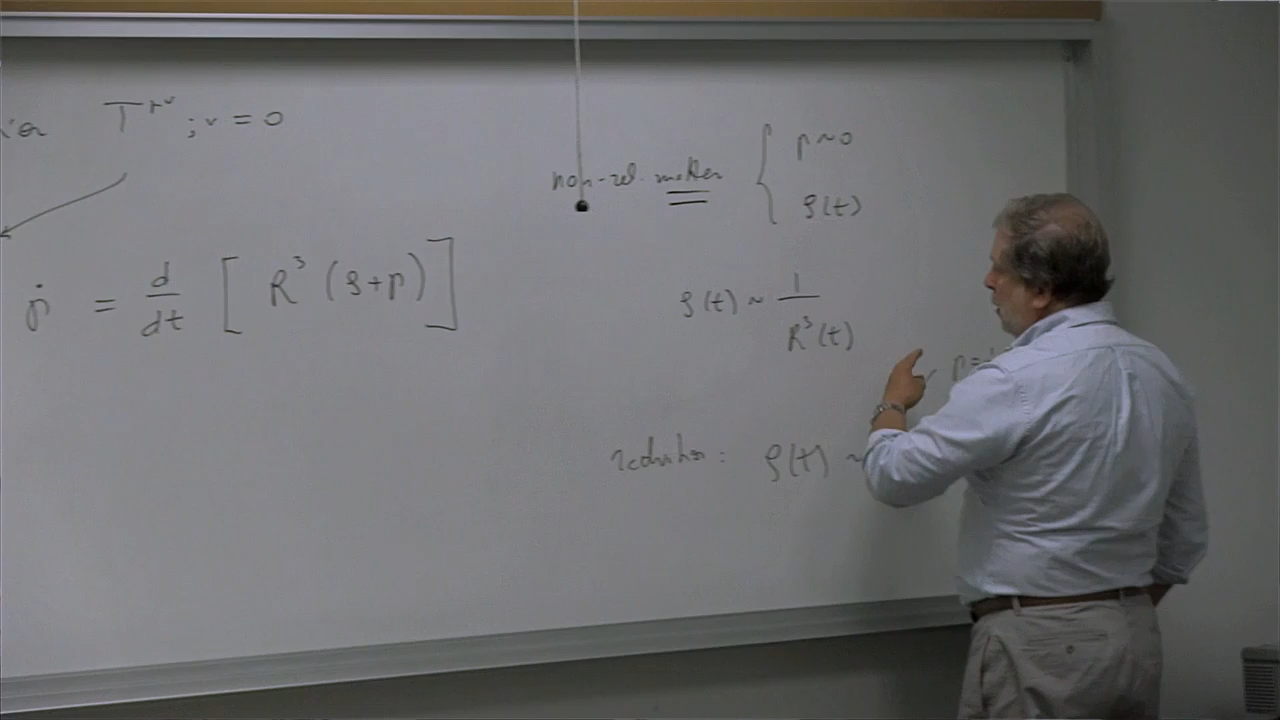 T^{μν} ;ν = 0
ṗ = d/dt [ R³ (ρ+p) ]
non-rel. matter { p ~ 0
ρ(t)
ρ(t) ~ 1/R³(t)
p =
radiation : ρ(t) ~